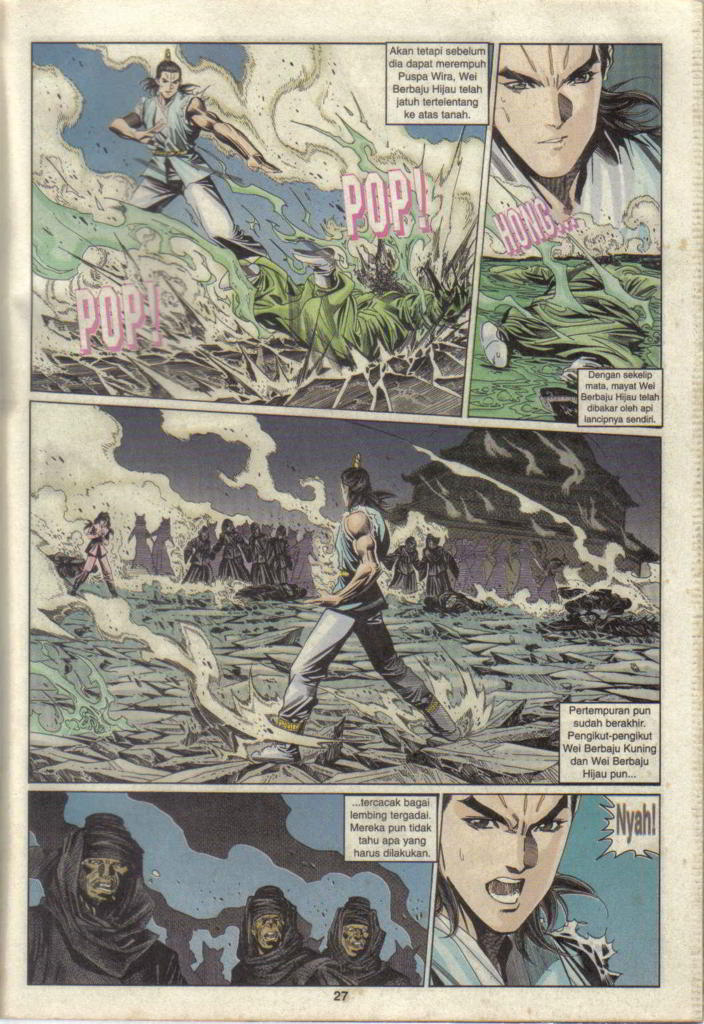 Akan tetapi sebelum
dia dapat merempuh
Puspa Wira, Wei
Berbaju Hijau telah
jatuh tertelentang
ke atas tanah.
POP!
POP!
HONG...
Dengan sekelip
mata, mayat Wei
Berbaju Hijau telah
dibakar oleh api
lancipnya sendiri.
Pertempuran pun
sudah berakhir.
Pengikut-pengikut
Wei Berbaju Kuning
dan Wei Berbaju
Hijau pun...
...tercacak bagai
lembing tergadai.
Mereka pun tidak
tahu apa yang
harus dilakukan.
Nyah!
27